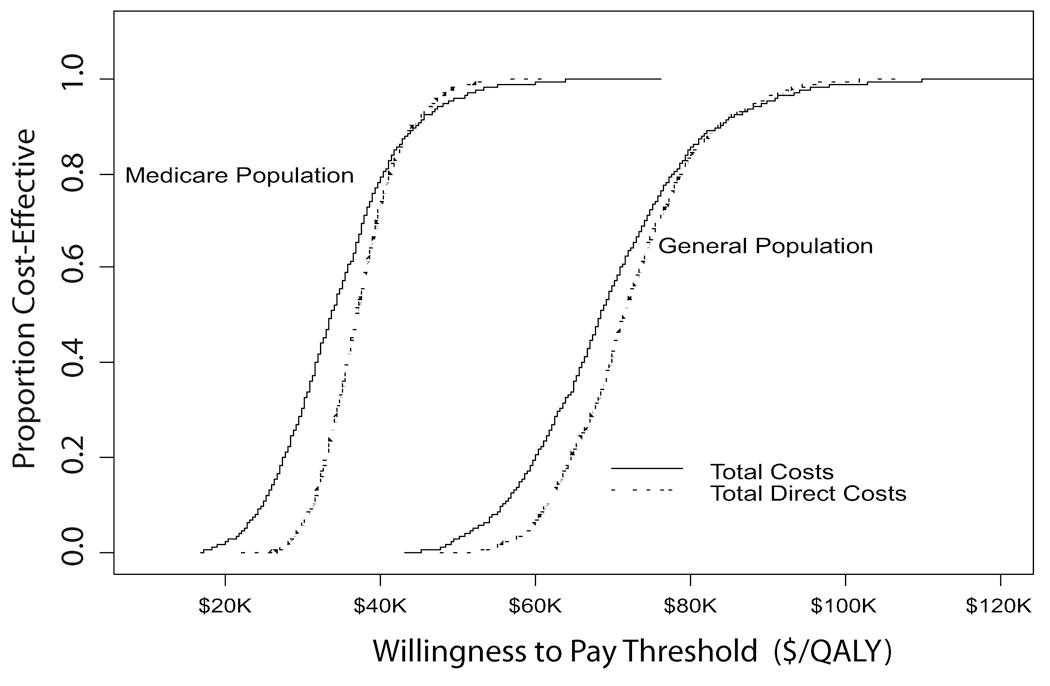 1.0
0.8
0.6
0.4
0.2
0.0
Proportion Cost-Effective
Medicare Population
General Population
Total Costs
Total Direct Costs
$20K $40K $60K $80K $100K $120K
Willingness to Pay Threshold ($/QALY)